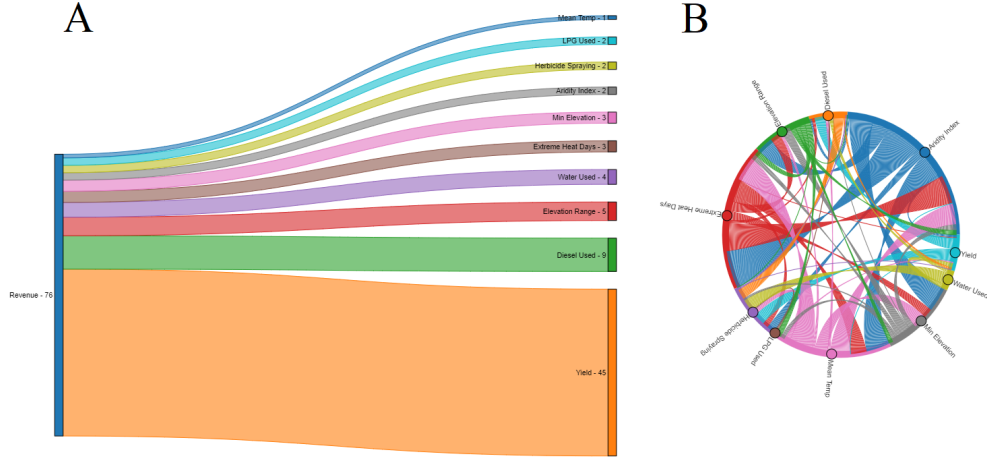 A
Mean Temp - 1
LPG Used - 2
Herbicide Spraying - 2
Aridity Index - 2
Min Elevation - 3
Extreme Heat Days - 3
Water Used - 4
Elevation Range - 5
Diesel Used - 9
Revenue - 76
Yield - 45
B
Diesel Used
Elevation Range
Aridity Index
Extreme Heat Days
Yield
Water Used
Herbicide Spraying
Min Elevation
LPG Used
Mean Temp